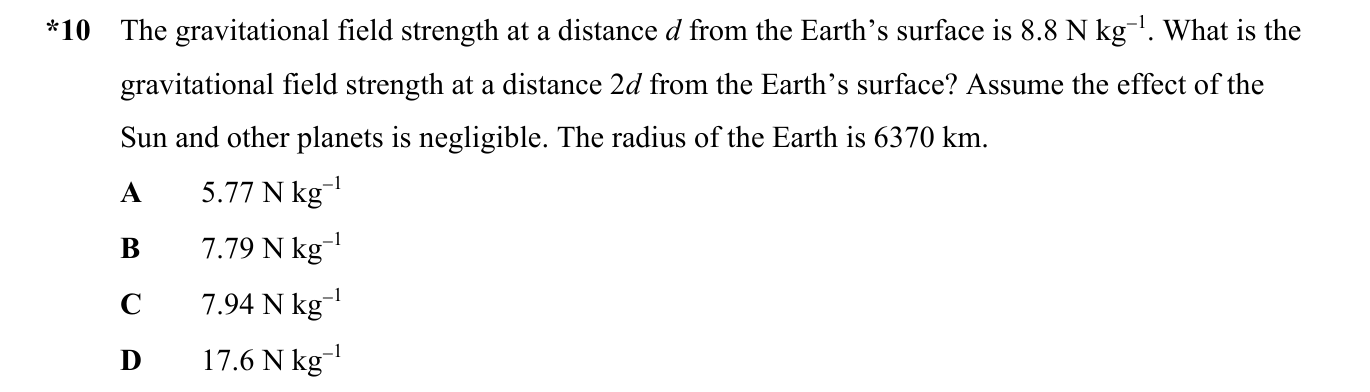 *10 The gravitational field strength at a distance d from the Earth’s surface is 8.8 N kg⁻¹. What is the
gravitational field strength at a distance 2d from the Earth’s surface? Assume the effect of the
Sun and other planets is negligible. The radius of the Earth is 6370 km.
A 5.77 N kg⁻¹
B 7.79 N kg⁻¹
C 7.94 N kg⁻¹
D 17.6 N kg⁻¹